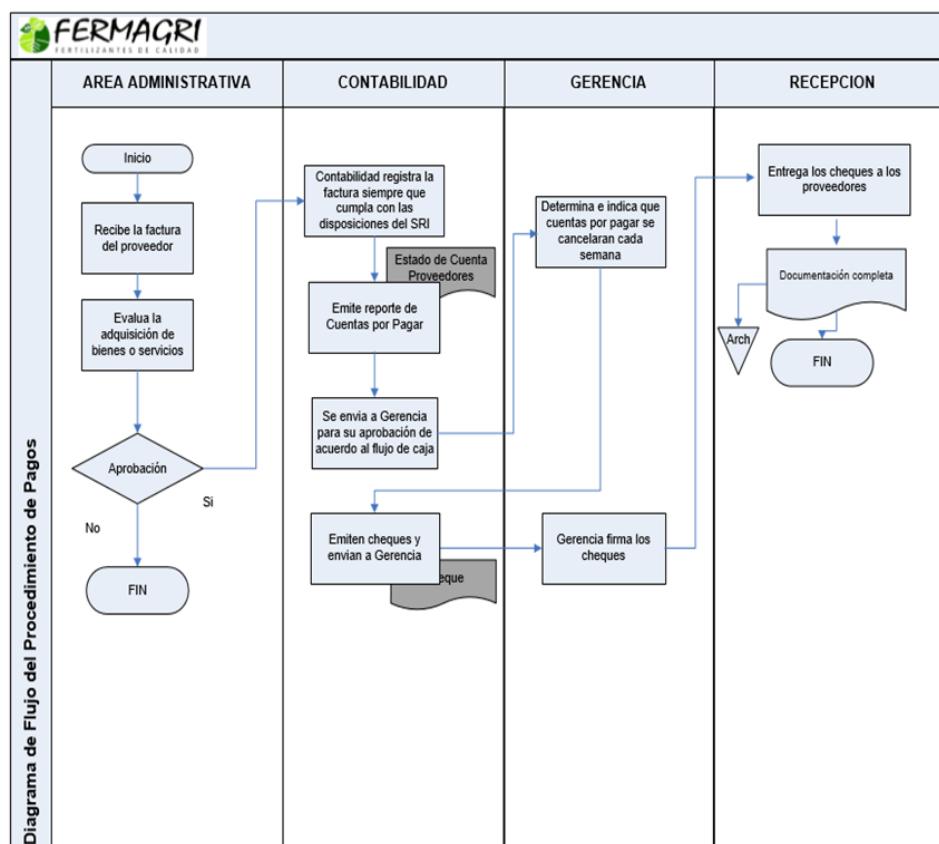 FERMAGRI
FERTILIZANTES DE CALIDAD
AREA ADMINISTRATIVA
CONTABILIDAD
GERENCIA
RECEPCION
Diagrama de Flujo del Procedimiento de Pagos
Inicio
Recibe la factura
del proveedor
Evalua la
adquisición de
bienes o servicios
Aprobación
Si
No
FIN
Contabilidad registra la
factura siempre que
cumpla con las
disposiciones del SRI
Estado de Cuenta
Proveedores
Emite reporte de
Cuentas por Pagar
Se envia a Gerencia
para su aprobación de
acuerdo al flujo de caja
Emiten cheques y
envian a Gerencia
eque
Determina e indica que
cuentas por pagar se
cancelaran cada
semana
Gerencia firma los
cheques
Entrega los cheques a los
proveedores
Documentación completa
Arch
FIN